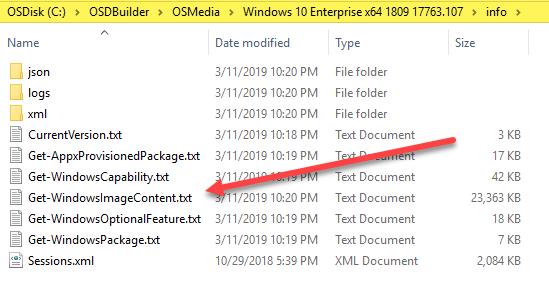 OSDisk (C:) › OSDBuilder › OSMedia › Windows 10 Enterprise x64 1809 17763.107 › info ›
Name Date modified Type Size
json 3/11/2019 10:20 PM File folder
logs 3/11/2019 10:20 PM File folder
xml 3/11/2019 10:20 PM File folder
CurrentVersion.txt 3/11/2019 10:18 PM Text Document 3 KB
Get-AppxProvisionedPackage.txt 3/11/2019 10:19 PM Text Document 17 KB
Get-WindowsCapability.txt 3/11/2019 10:19 PM Text Document 42 KB
Get-WindowsImageContent.txt 3/11/2019 10:20 PM Text Document 23,363 KB
Get-WindowsOptionalFeature.txt 3/11/2019 10:19 PM Text Document 18 KB
Get-WindowsPackage.txt 3/11/2019 10:19 PM Text Document 7 KB
Sessions.xml 10/29/2018 5:39 PM XML Document 2,084 KB